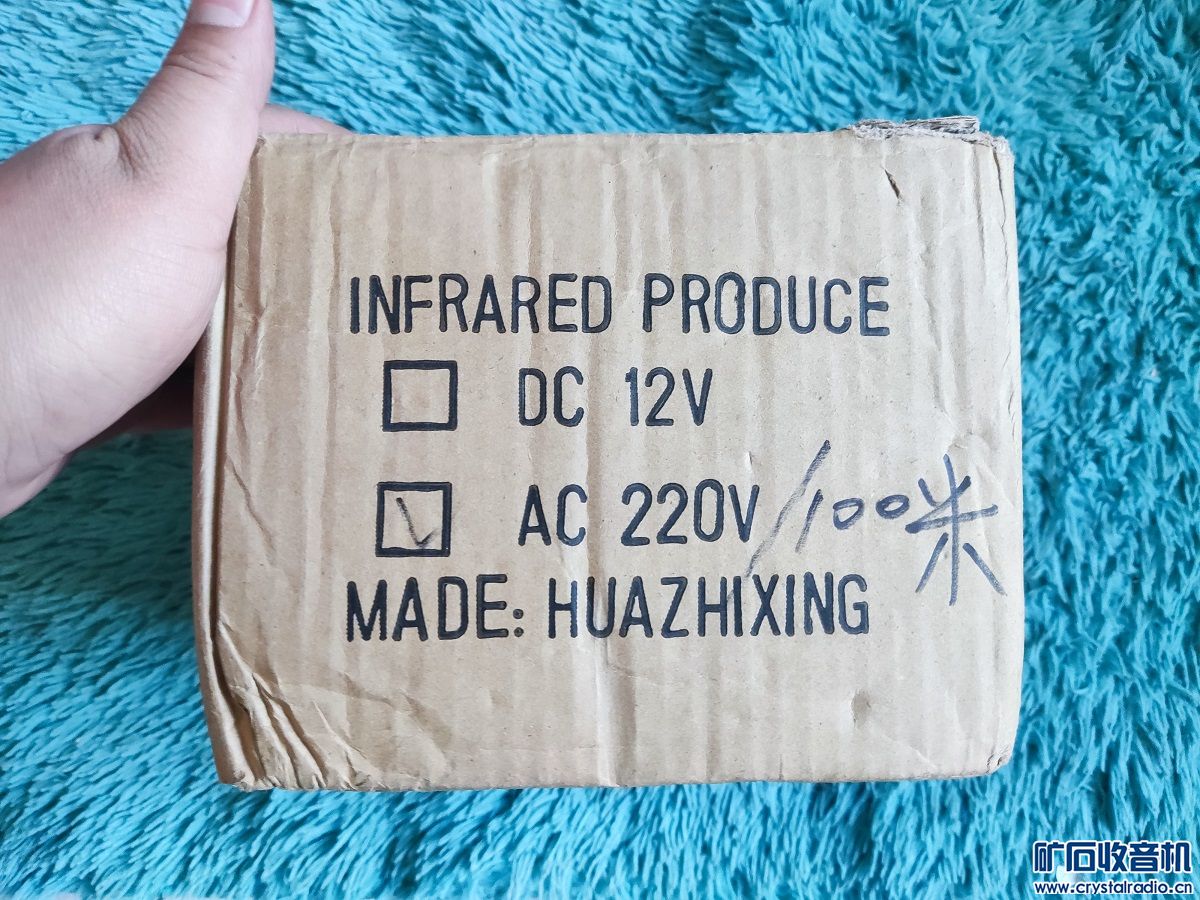 INFRARED PRODUCE
DC 12V
AC 220V/100米
MADE: HUAZHIXING
矿石收音机
www.crystalradio.cn